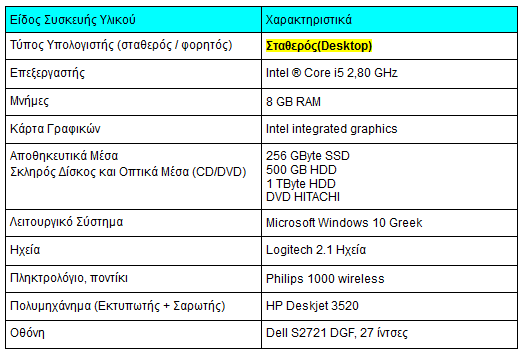 Είδος Συσκευής Υλικού Χαρακτηριστικά
Τύπος Υπολογιστής (σταθερός / φορητός) Σταθερός(Desktop)
Επεξεργαστής Intel ® Core i5 2,80 GHz
Μνήμες 8 GB RAM
Κάρτα Γραφικών Intel integrated graphics
Αποθηκευτικά Μέσα 256 GByte SSD
Σκληρός Δίσκος και Οπτικά Μέσα (CD/DVD) 500 GB HDD
1 TByte HDD
DVD HITACHI
Λειτουργικό Σύστημα Microsoft Windows 10 Greek
Ηχεία Logitech 2.1 Ηχεία
Πληκτρολόγιο, ποντίκι Philips 1000 wireless
Πολυμηχάνημα (Εκτυπωτής + Σαρωτής) HP Deskjet 3520
Οθόνη Dell S2721 DGF, 27 ίντσες